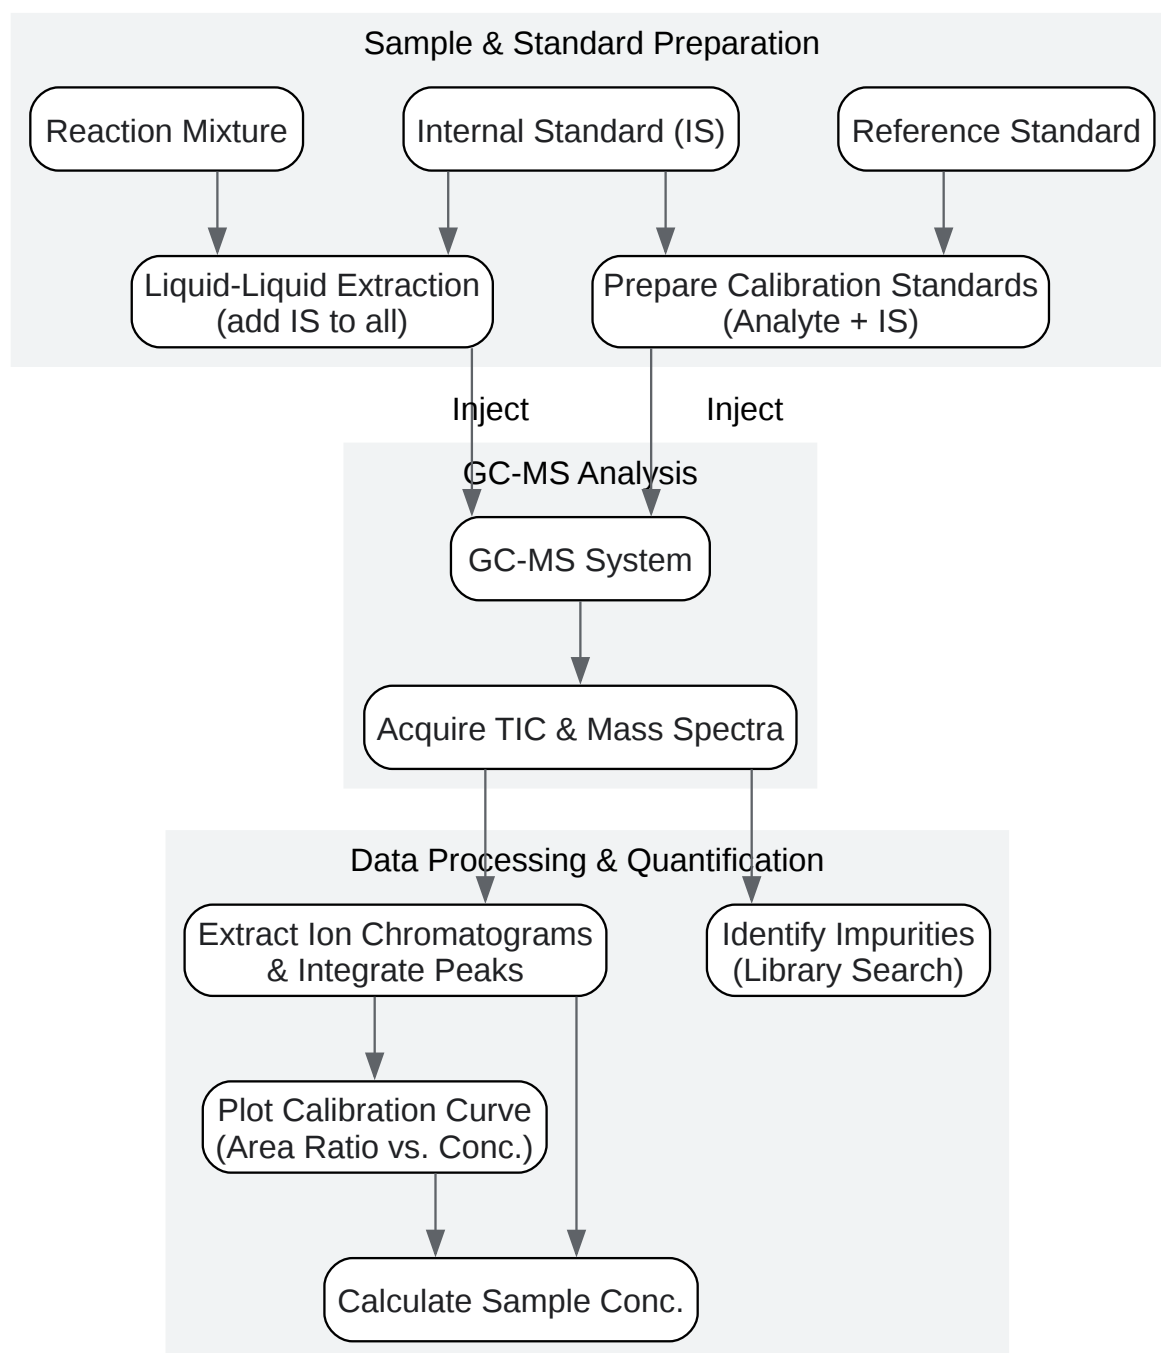 Sample & Standard Preparation
Reaction Mixture
Internal Standard (IS)
Reference Standard
Liquid-Liquid Extraction
(add IS to all)
Prepare Calibration Standards
(Analyte + IS)
Inject
Inject
GC-MS Analysis
GC-MS System
Acquire TIC & Mass Spectra
Data Processing & Quantification
Extract Ion Chromatograms
& Integrate Peaks
Identify Impurities
(Library Search)
Plot Calibration Curve
(Area Ratio vs. Conc.)
Calculate Sample Conc.